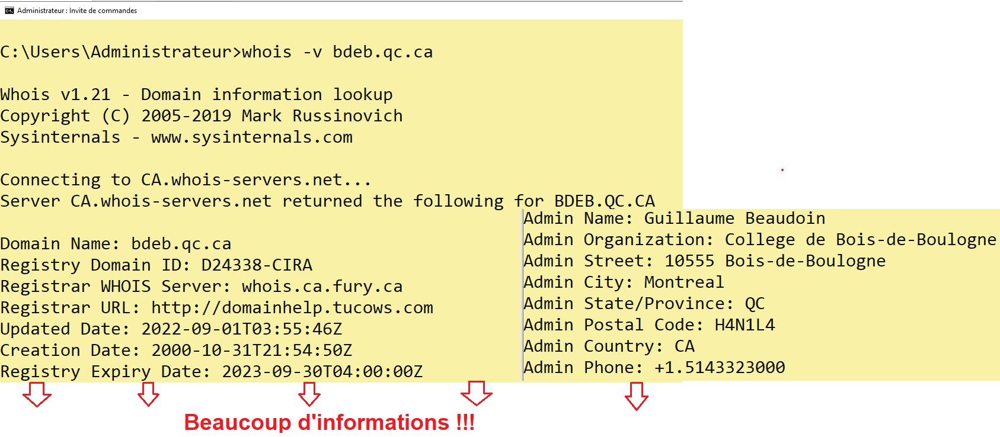 Administrateur : Invite de commandes
C:\Users\Administrateur>whois -v bdeb.qc.ca
Whois v1.21 - Domain information lookup
Copyright (C) 2005-2019 Mark Russinovich
Sysinternals - www.sysinternals.com
Connecting to CA.whois-servers.net...
Server CA.whois-servers.net returned the following for BDEB.QC.CA
Domain Name: bdeb.qc.ca
Registry Domain ID: D24338-CIRA
Registrar WHOIS Server: whois.ca.fury.ca
Registrar URL: http://domainhelp.tucows.com
Updated Date: 2022-09-01T03:55:46Z
Creation Date: 2000-10-31T21:54:50Z
Registry Expiry Date: 2023-09-30T04:00:00Z
Admin Name: Guillaume Beaudoin
Admin Organization: College de Bois-de-Boulogne
Admin Street: 10555 Bois-de-Boulogne
Admin City: Montreal
Admin State/Province: QC
Admin Postal Code: H4N1L4
Admin Country: CA
Admin Phone: +1.5143323000
Beaucoup d'informations !!!